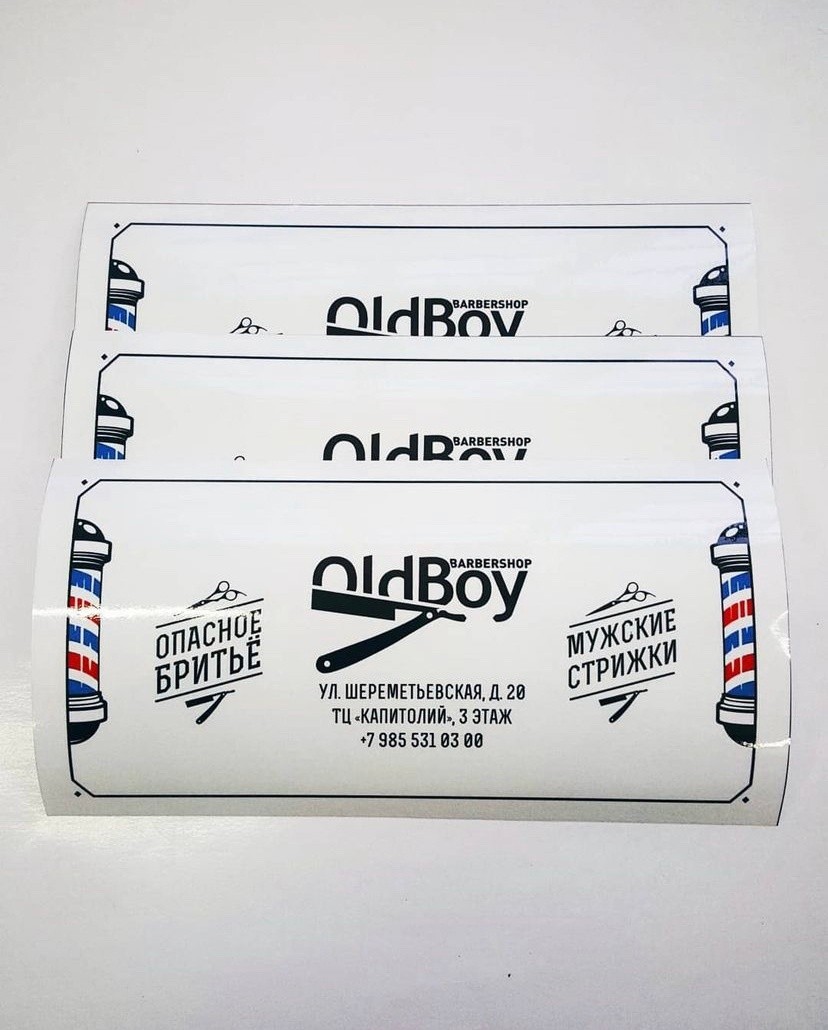 BARBERSHOP
OldBoy
BARBERSHOP
OldBoy
BARBERSHOP
OldBoy
ОПАСНОЕ
БРИТЬЁ
МУЖСКИЕ
СТРИЖКИ
УЛ. ШЕРЕМЕТЬЕВСКАЯ, Д. 20
ТЦ «КАПИТОЛИЙ», 3 ЭТАЖ
+7 985 531 03 00